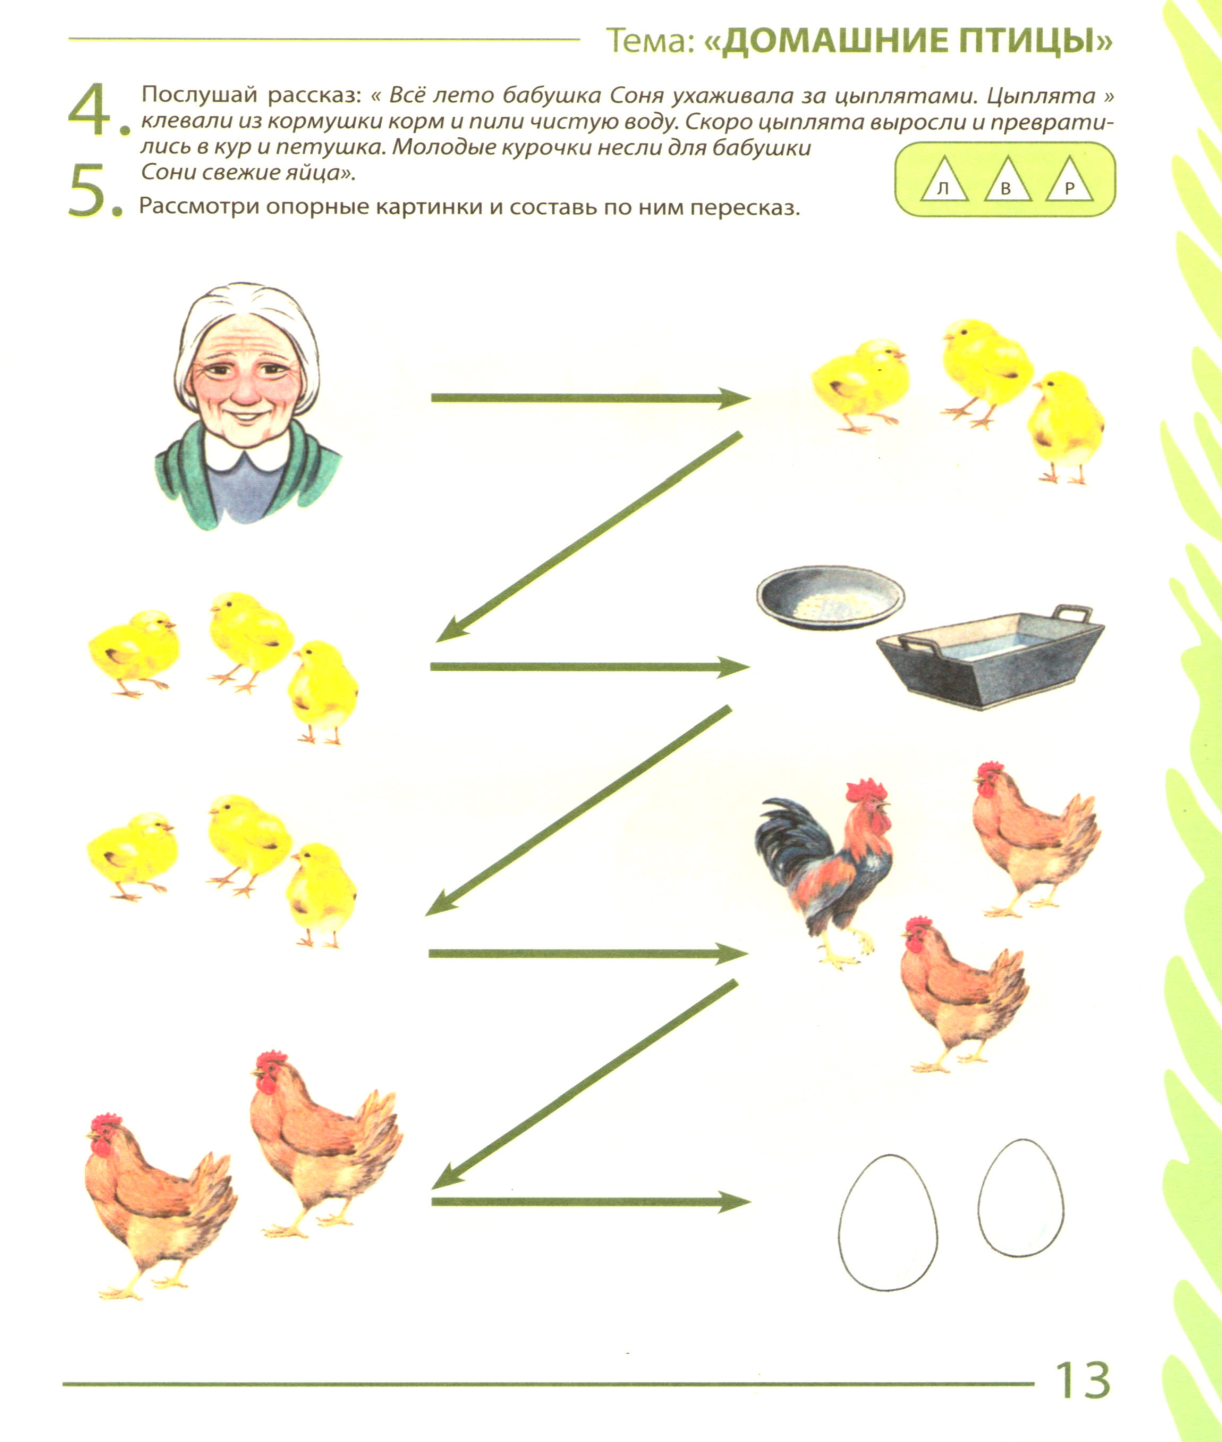 Тема: «ДОМАШНИЕ ПТИЦЫ»
4. Послушай рассказ: « Всё лето бабушка Соня ухаживала за цыплятами. Цыплята »
клевали из кормушки корм и пили чистую воду. Скоро цыплята выросли и преврати-
лись в кур и петушка. Молодые курочки несли для бабушки
Сони свежие яйца».
Л В Р
5. Рассмотри опорные картинки и составь по ним пересказ.
13